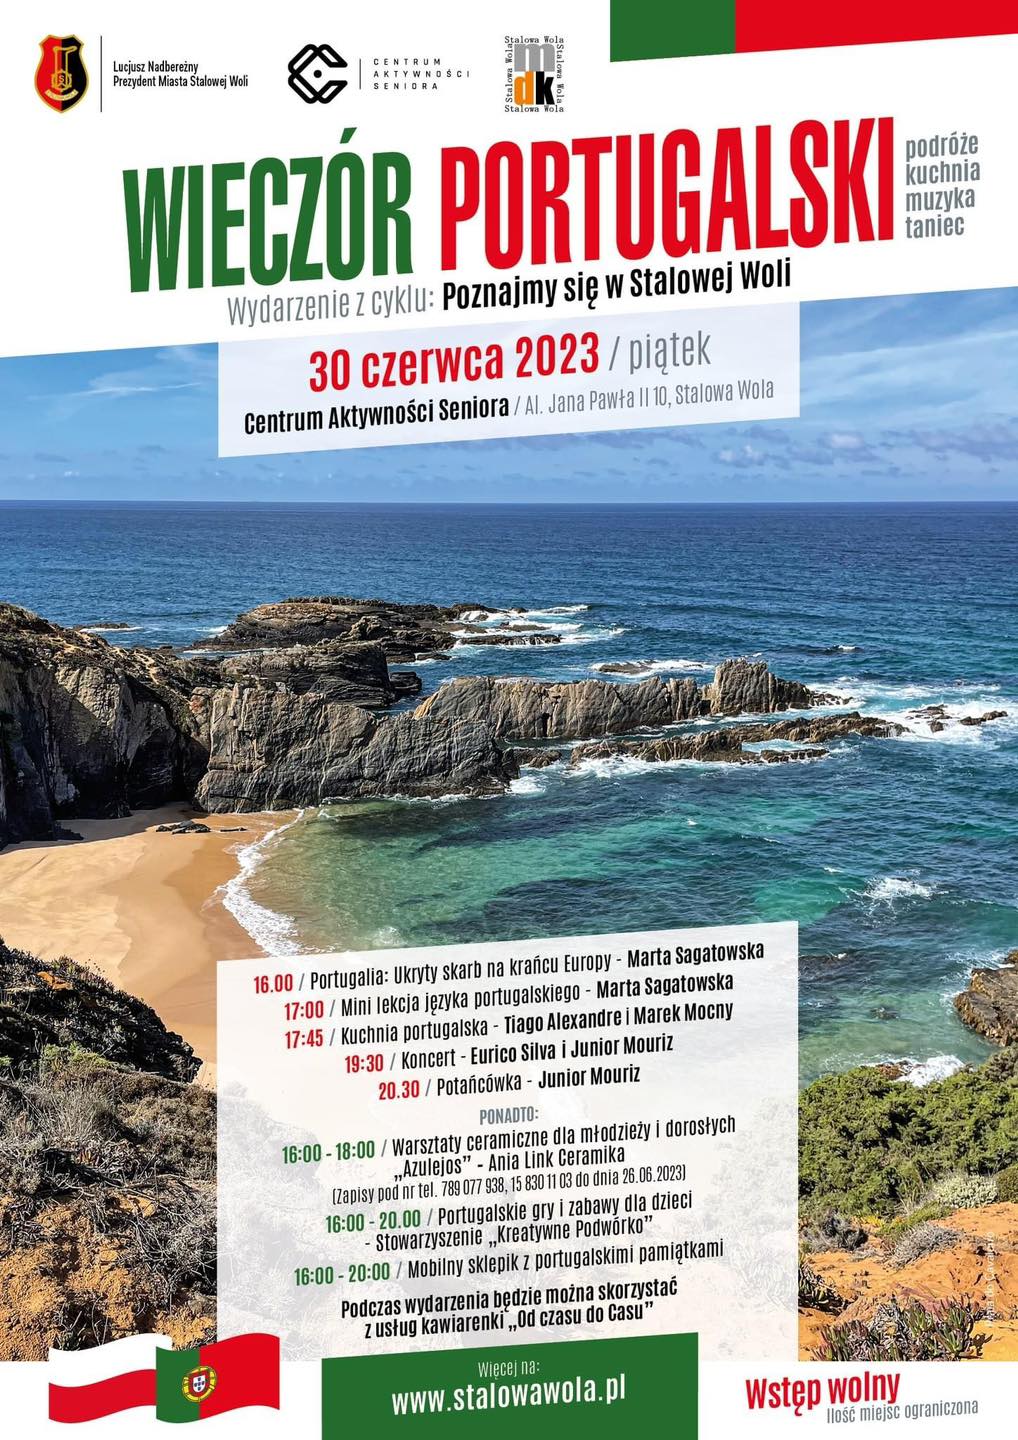 Lucjusz Nadbereżny
Prezydent Miasta Stalowej Woli
CENTRUM
AKTYWNOŚCI
SENIORA
Stalowa Wola
Stalowa Wola
mdk
Stalowa Wola
Stalowa Wola
WIECZÓR PORTUGALSKI
podróże
kuchnia
muzyka
taniec
Wydarzenie z cyklu: Poznajmy się w Stalowej Woli
30 czerwca 2023 / piątek
Centrum Aktywności Seniora / Al. Jana Pawła II 10, Stalowa Wola
16.00 / Portugalia: Ukryty skarb na krańcu Europy - Marta Sagatowska
17:00 / Mini lekcja języka portugalskiego - Marta Sagatowska
17:45 / Kuchnia portugalska - Tiago Alexandre i Marek Mocny
19:30 / Koncert - Eurico Silva i Junior Mouriz
20.30 / Potańcówka - Junior Mouriz
PONADTO:
16:00 - 18:00 / Warsztaty ceramiczne dla młodzieży i dorosłych
„Azulejos” - Ania Link Ceramika
(Zapisy pod nr tel. 789 077 938, 15 830 11 03 do dnia 26.06.2023)
16:00 - 20.00 / Portugalskie gry i zabawy dla dzieci
- Stowarzyszenie „Kreatywne Podwórko”
16:00 - 20:00 / Mobilny sklepik z portugalskimi pamiątkami
Podczas wydarzenia będzie można skorzystać
z usług kawiarenki „Od czasu do Casu”
Więcej na:
www.stalowawola.pl
Wstęp wolny
Ilość miejsc ograniczona